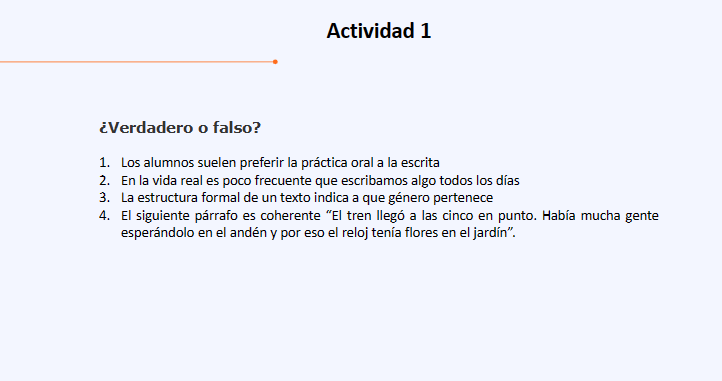 Actividad 1
¿Verdadero o falso?
1. Los alumnos suelen preferir la práctica oral a la escrita
2. En la vida real es poco frecuente que escribamos algo todos los días
3. La estructura formal de un texto indica a que género pertenece
4. El siguiente párrafo es coherente “El tren llegó a las cinco en punto. Había mucha gente
esperándolo en el andén y por eso el reloj tenía flores en el jardín”.